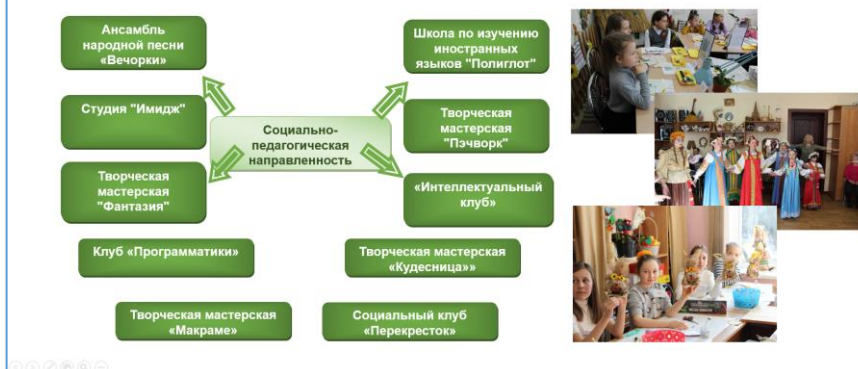 Ансамбль
народной песни
«Вечорки»
Школа по изучению
иностранных
языков "Полиглот"
Студия "Имидж"
Социально-
педагогическая
направленность
Творческая
мастерская
"Пэчворк"
Творческая
мастерская
"Фантазия"
«Интеллектуальный
клуб»
Клуб «Программатики»
Творческая мастерская
«Кудесница»»
Творческая мастерская
«Макраме»
Социальный клуб
«Перекресток»